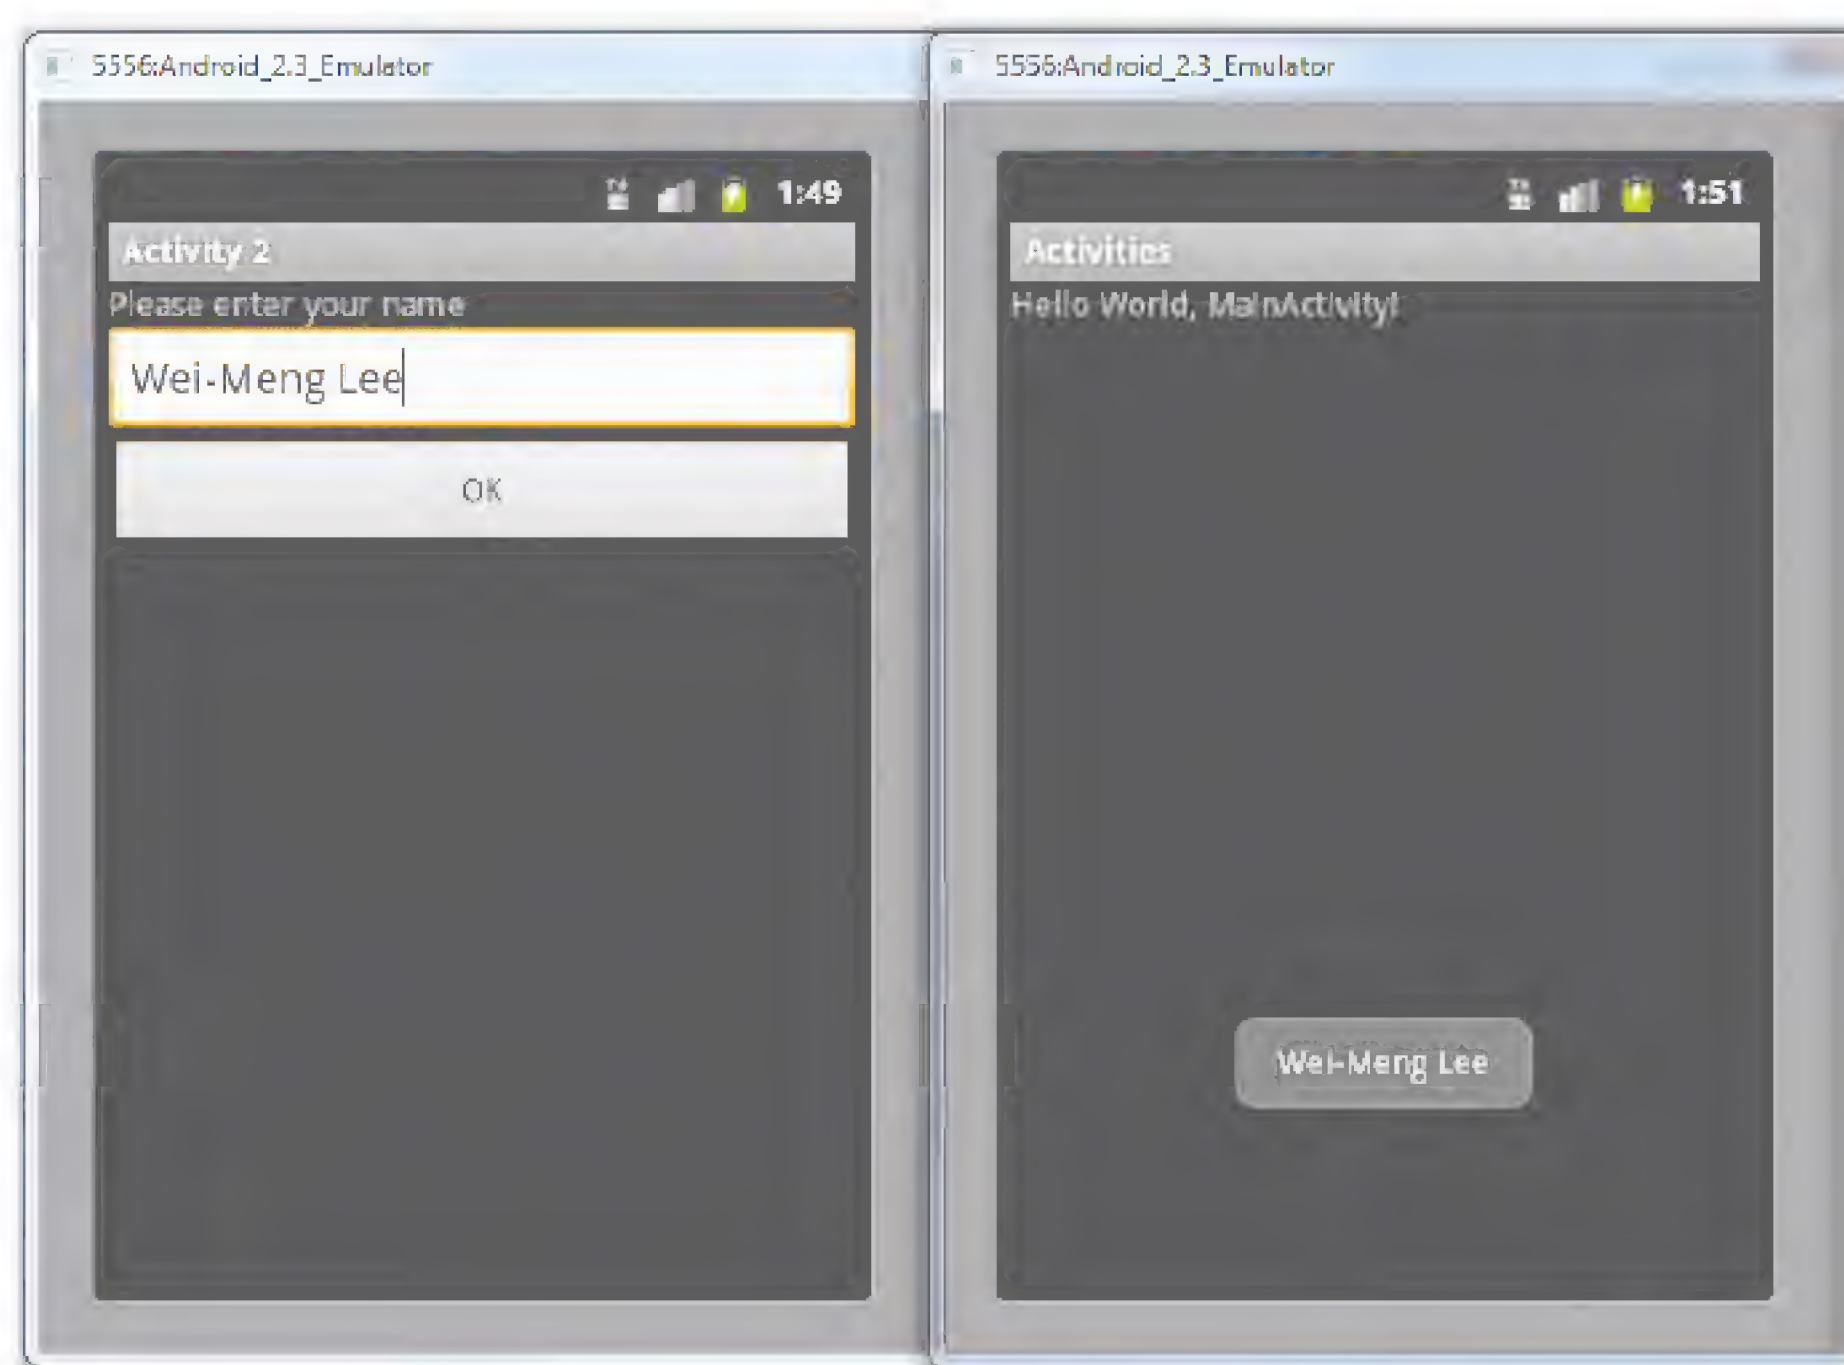 5556:Android_2.3_Emulator
1:49
Activity 2
Please enter your name
Wei-Meng Lee
OK
5556:Android_2.3_Emulator
1:51
Activities
Hello World, MainActivity!
Wei-Meng Lee